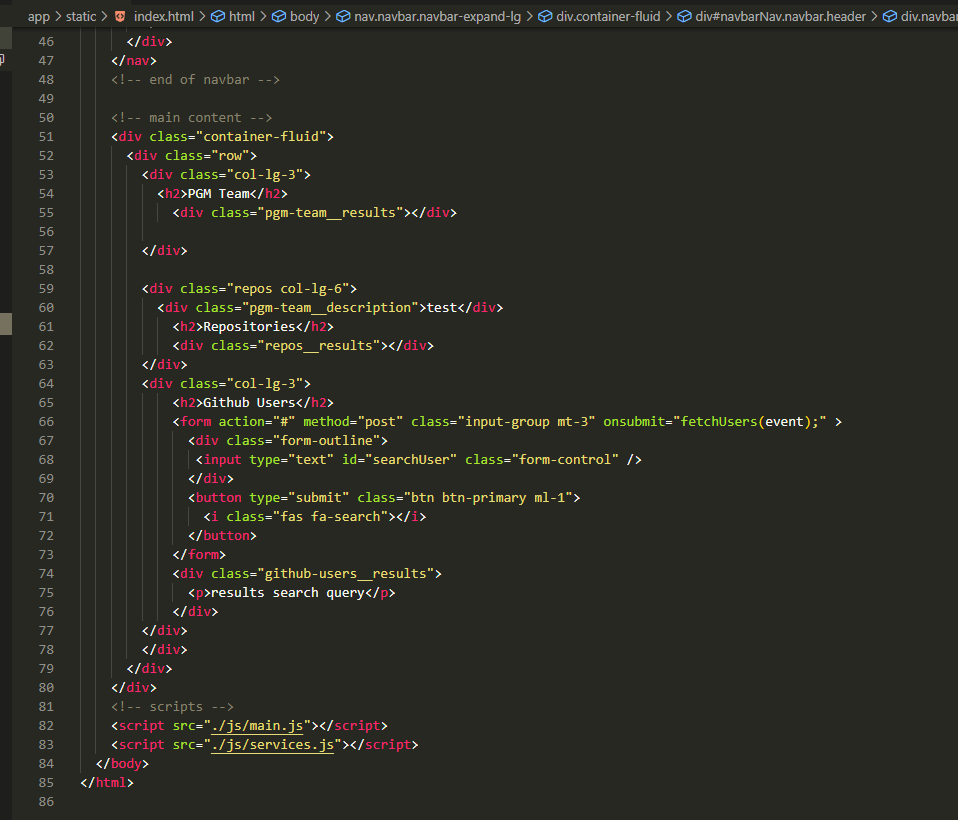 app > static > index.html > html > body > nav.navbar.navbar-expand-lg > div.container-fluid > div#navbarNav.navbar.header > div.navbar
46 </div>
47 </nav>
48 <!-- end of navbar -->
49
50 <!-- main content -->
51 <div class="container-fluid">
52 <div class="row">
53 <div class="col-lg-3">
54 <h2>PGM Team</h2>
55 <div class="pgm-team__results"></div>
56
57 </div>
58
59 <div class="repos col-lg-6">
60 <div class="pgm-team__description">test</div>
61 <h2>Repositories</h2>
62 <div class="repos__results"></div>
63 </div>
64 <div class="col-lg-3">
65 <h2>Github Users</h2>
66 <form action="#" method="post" class="input-group mt-3" onsubmit="fetchUsers(event);" >
67 <div class="form-outline">
68 <input type="text" id="searchUser" class="form-control" />
69 </div>
70 <button type="submit" class="btn btn-primary ml-1">
71 <i class="fas fa-search"></i>
72 </button>
73 </form>
74 <div class="github-users__results">
75 <p>results search query</p>
76 </div>
77 </div>
78 </div>
79 </div>
80 </div>
81 <!-- scripts -->
82 <script src="./js/main.js"></script>
83 <script src="./js/services.js"></script>
84 </body>
85 </html>
86